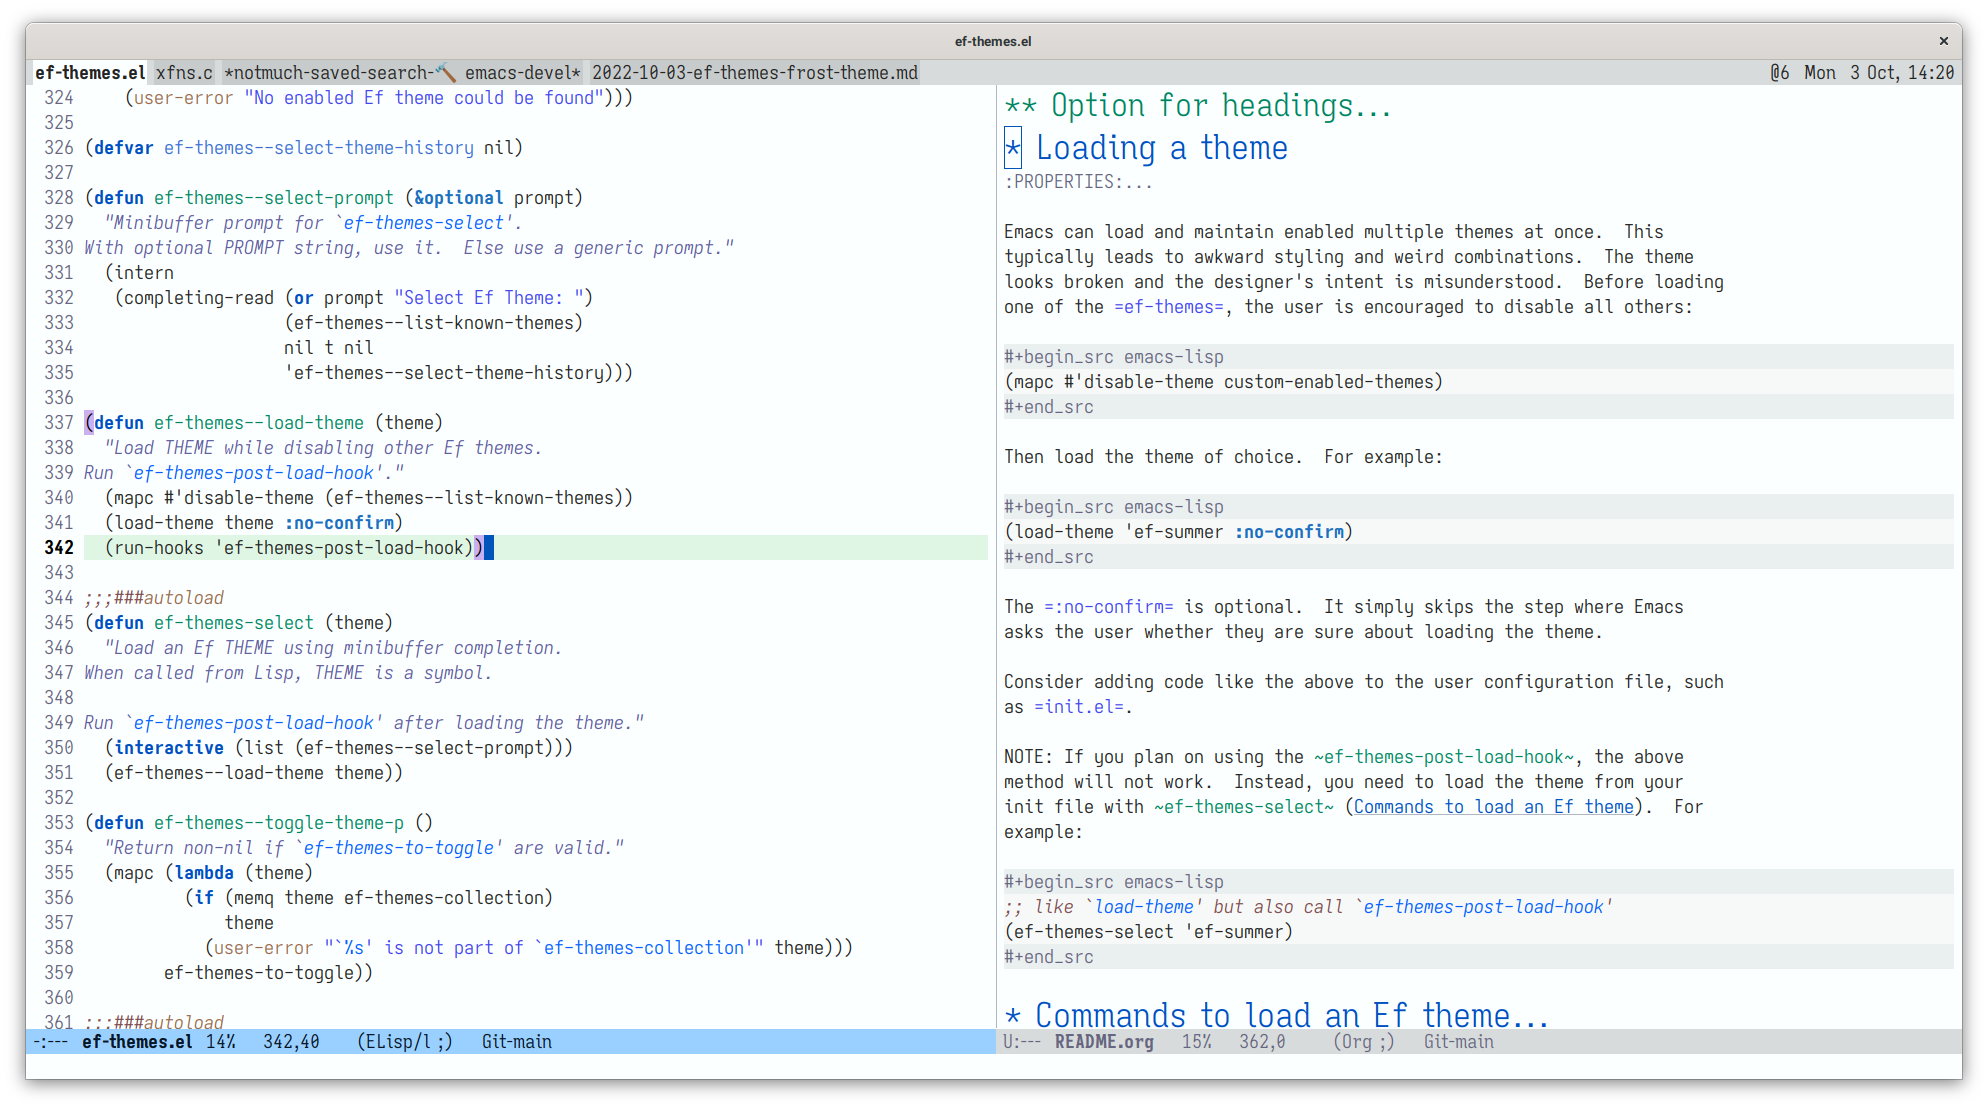 ef-themes.el ×
ef-themes.el xfns.c *notmuch-saved-search-🔨 emacs-devel* 2022-10-03-ef-themes-frost-theme.md @6 Mon 3 Oct, 14:20
324     (user-error "No enabled Ef theme could be found")))
325
326 (defvar ef-themes--select-theme-history nil)
327
328 (defun ef-themes--select-prompt (&optional prompt)
329   "Minibuffer prompt for `ef-themes-select'.
330 With optional PROMPT string, use it.  Else use a generic prompt."
331   (intern
332    (completing-read (or prompt "Select Ef Theme: ")
333                     (ef-themes--list-known-themes)
334                     nil t nil
335                     'ef-themes--select-theme-history)))
336
337 (defun ef-themes--load-theme (theme)
338   "Load THEME while disabling other Ef themes.
339 Run `ef-themes-post-load-hook'."
340   (mapc #'disable-theme (ef-themes--list-known-themes))
341   (load-theme theme :no-confirm)
342   (run-hooks 'ef-themes-post-load-hook))
343
344 ;;;###autoload
345 (defun ef-themes-select (theme)
346   "Load an Ef THEME using minibuffer completion.
347 When called from Lisp, THEME is a symbol.
348
349 Run `ef-themes-post-load-hook' after loading the theme."
350   (interactive (list (ef-themes--select-prompt)))
351   (ef-themes--load-theme theme))
352
353 (defun ef-themes--toggle-theme-p ()
354   "Return non-nil if `ef-themes-to-toggle' are valid."
355   (mapc (lambda (theme)
356           (if (memq theme ef-themes-collection)
357               theme
358             (user-error "`%s' is not part of `ef-themes-collection'" theme)))
359         ef-themes-to-toggle))
360
361 ;;;###autoload
-:--- ef-themes.el 14% 342,40 (ELisp/l ;) Git-main
** Option for headings...
* Loading a theme
:PROPERTIES:...
Emacs can load and maintain enabled multiple themes at once.  This
typically leads to awkward styling and weird combinations.  The theme
looks broken and the designer's intent is misunderstood.  Before loading
one of the =ef-themes=, the user is encouraged to disable all others:
#+begin_src emacs-lisp
(mapc #'disable-theme custom-enabled-themes)
#+end_src
Then load the theme of choice.  For example:
#+begin_src emacs-lisp
(load-theme 'ef-summer :no-confirm)
#+end_src
The =:no-confirm= is optional.  It simply skips the step where Emacs
asks the user whether they are sure about loading the theme.
Consider adding code like the above to the user configuration file, such
as =init.el=.
NOTE: If you plan on using the ~ef-themes-post-load-hook~, the above
method will not work.  Instead, you need to load the theme from your
init file with ~ef-themes-select~ (Commands to load an Ef theme).  For
example:
#+begin_src emacs-lisp
;; like `load-theme' but also call `ef-themes-post-load-hook'
(ef-themes-select 'ef-summer)
#+end_src
* Commands to load an Ef theme...
U:--- README.org 15% 362,0 (Org ;) Git-main